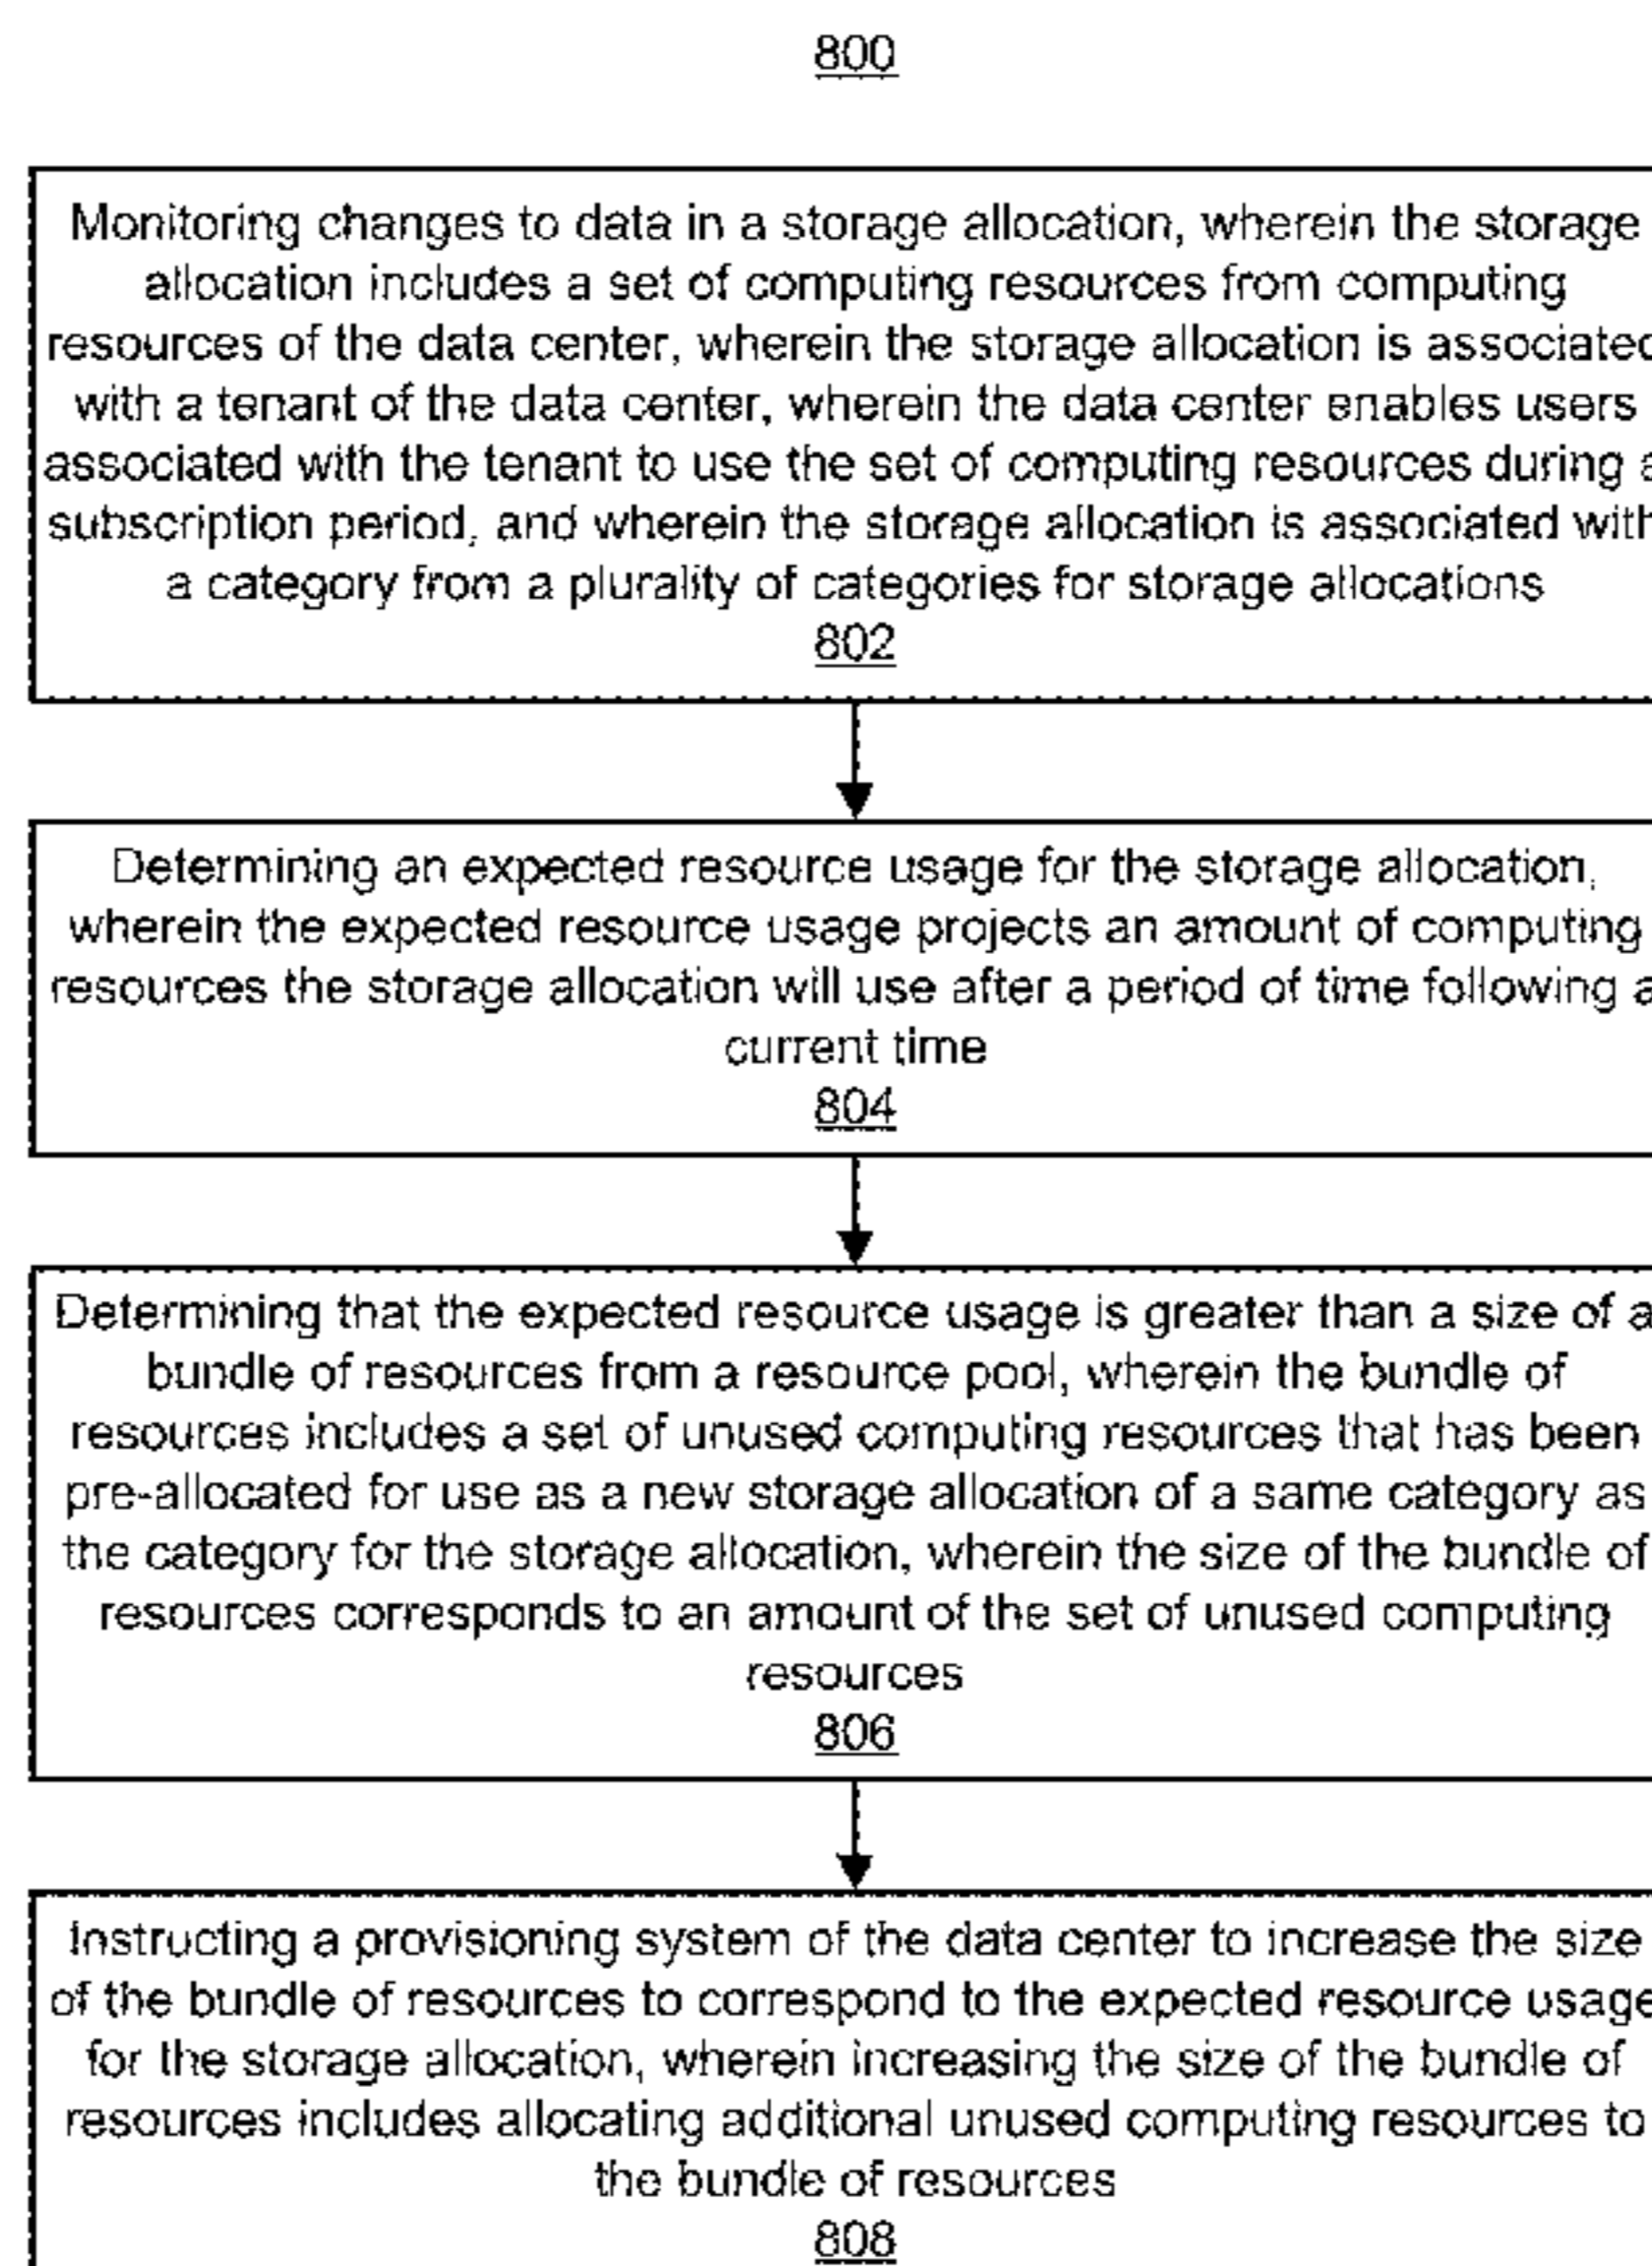 800
Monitoring changes to data in a storage allocation, wherein the storage
allocation includes a set of computing resources from computing
resources of the data center, wherein the storage allocation is associated
with a tenant of the data center, wherein the data center enables users
associated with the tenant to use the set of computing resources during a
subscription period, and wherein the storage allocation is associated with
a category from a plurality of categories for storage allocations
802
Determining an expected resource usage for the storage allocation,
wherein the expected resource usage projects an amount of computing
resources the storage allocation will use after a period of time following a
current time
804
Determining that the expected resource usage is greater than a size of a
bundle of resources from a resource pool, wherein the bundle of
resources includes a set of unused computing resources that has been
pre-allocated for use as a new storage allocation of a same category as
the category for the storage allocation, wherein the size of the bundle of
resources corresponds to an amount of the set of unused computing
resources
806
Instructing a provisioning system of the data center to increase the size
of the bundle of resources to correspond to the expected resource usage
for the storage allocation, wherein increasing the size of the bundle of
resources includes allocating additional unused computing resources to
the bundle of resources
808